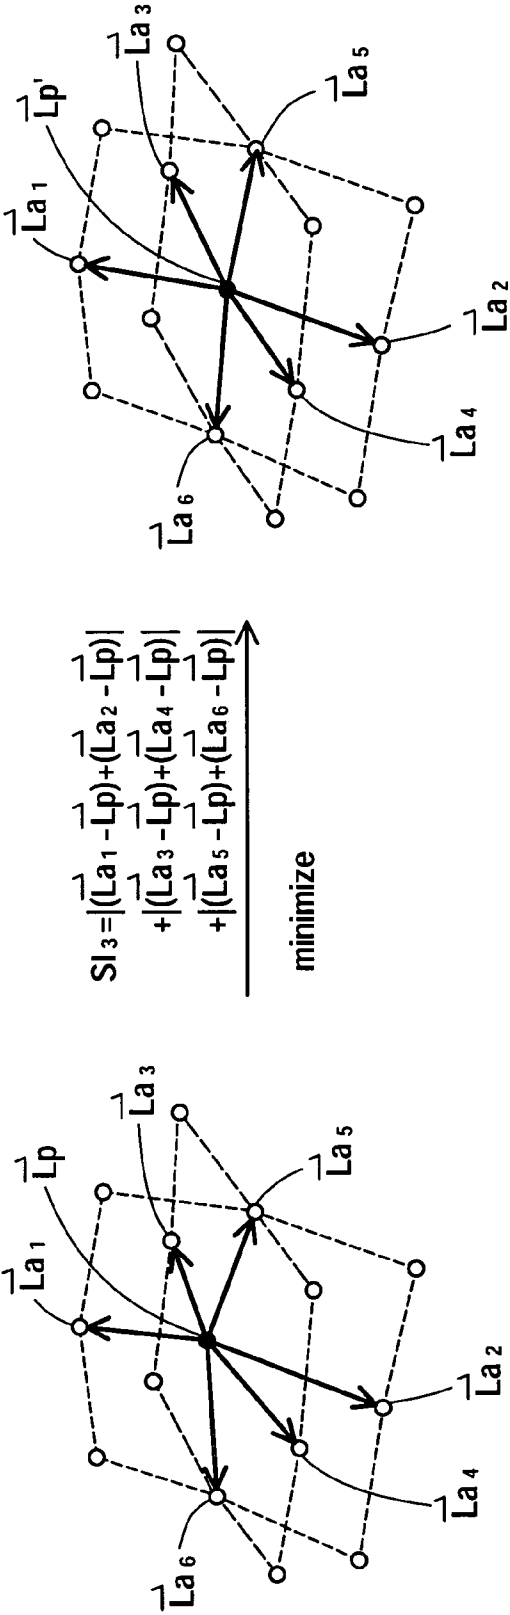 ⃗La₁
⃗Lp
⃗La₃
⃗La₅
⃗La₂
⃗La₄
⃗La₆
SI₃=|(⃗La₁-⃗Lp)+(⃗La₂-⃗Lp)|
+|(⃗La₃-⃗Lp)+(⃗La₄-⃗Lp)|
+|(⃗La₅-⃗Lp)+(⃗La₆-⃗Lp)|
minimize
⃗La₁
⃗Lp'
⃗La₃
⃗La₅
⃗La₂
⃗La₄
⃗La₆